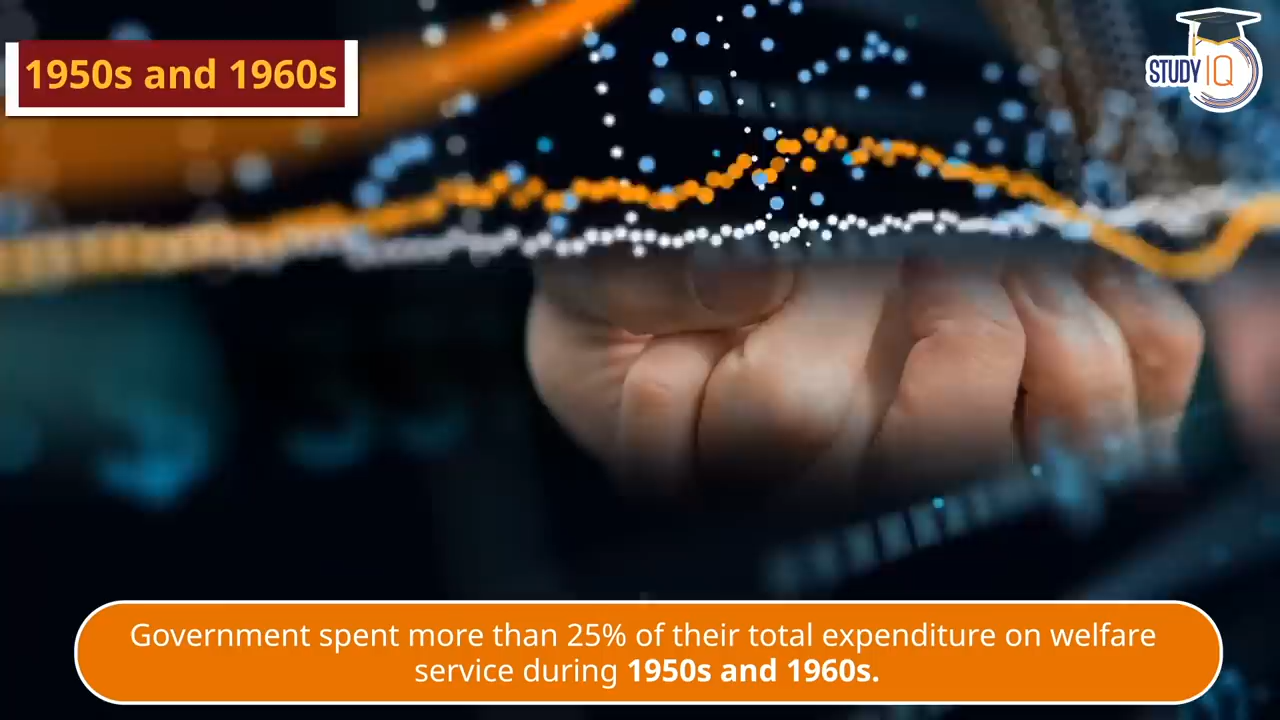 1950s and 1960s
STUDY IQ
Government spent more than 25% of their total expenditure on welfare
service during 1950s and 1960s.